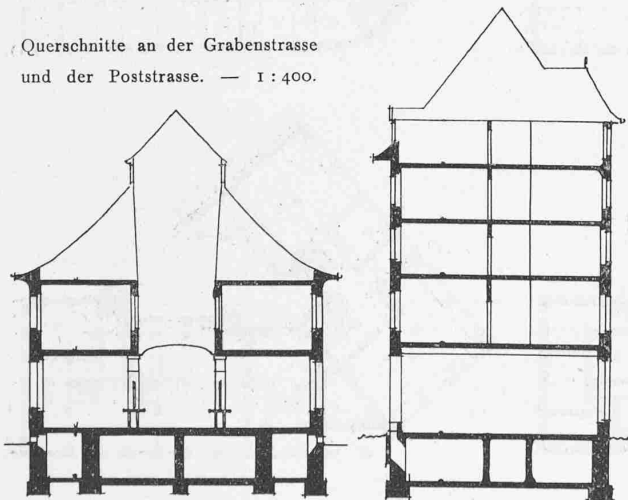 Querschnitte an der Grabenstrasse
und der Poststrasse. — 1 : 400.